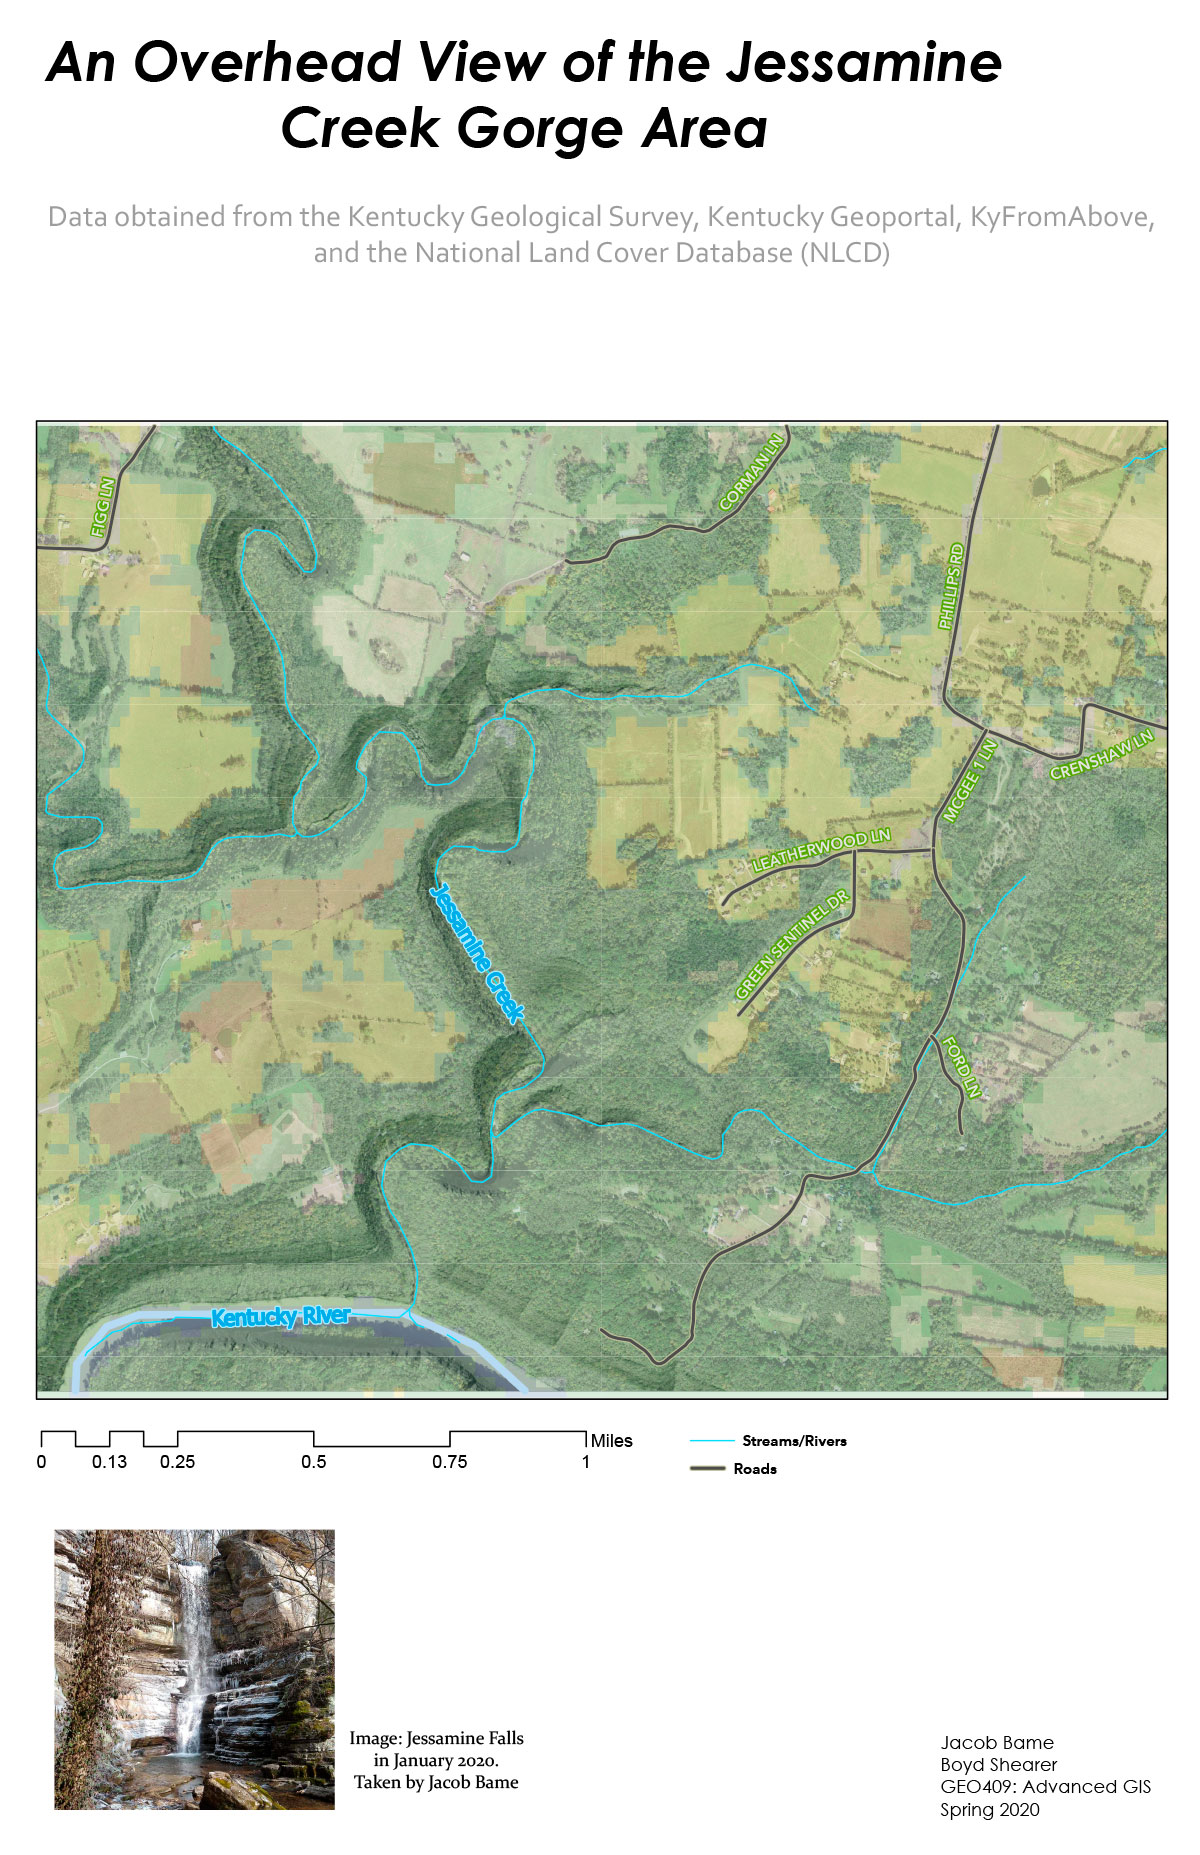 An Overhead View of the Jessamine
Creek Gorge Area
Data obtained from the Kentucky Geological Survey, Kentucky Geoportal, KyFromAbove,
and the National Land Cover Database (NLCD)
FIGG LN
CORMAN LN
PHILLIPS RD
CRENSHAW LN
MCGEE 1 LN
LEATHERWOOD LN
GREEN SENTINEL DR
Jessamine Creek
FORD LN
Kentucky River
0 0.13 0.25 0.5 0.75 1 Miles
Streams/Rivers
Roads
Image: Jessamine Falls
in January 2020.
Taken by Jacob Bame
Jacob Bame
Boyd Shearer
GEO409: Advanced GIS
Spring 2020